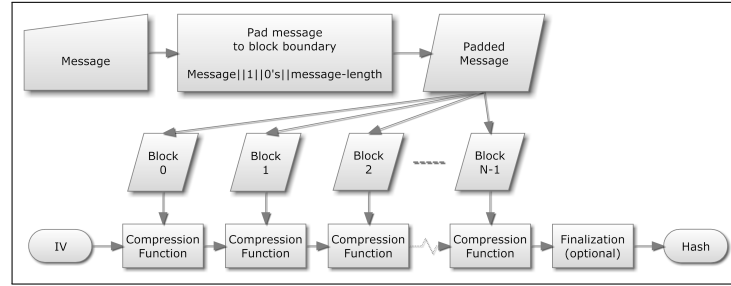 Message
Pad message
to block boundary
Message||1||0's||message-length
Padded
Message
Block
0
Block
1
Block
2
Block
N-1
IV
Compression
Function
Compression
Function
Compression
Function
Compression
Function
Finalization
(optional)
Hash